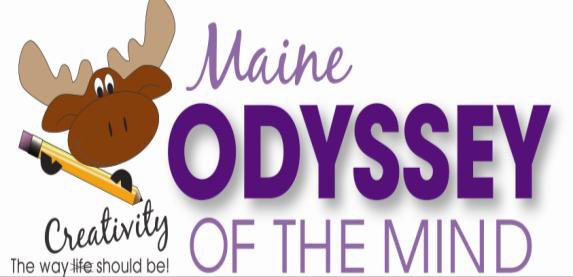 Maine
ODYSSEY
OF THE MIND
Creativity
The way life should be!